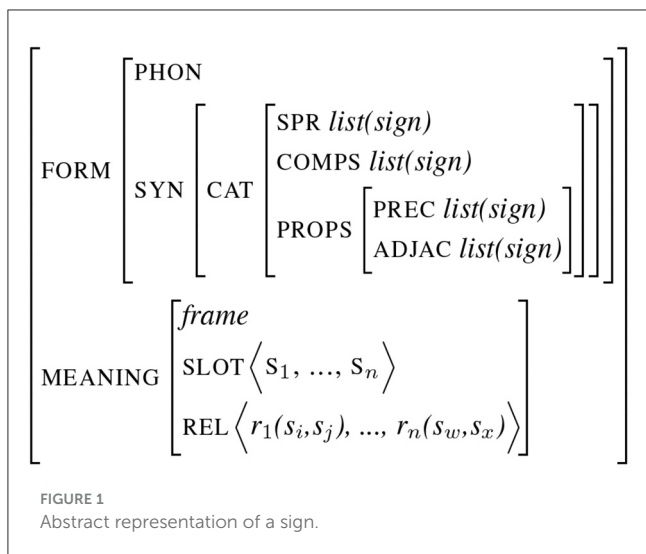 PHON
SPR list(sign)
COMPS list(sign)
FORM SYN CAT
PROPS PREC list(sign)
ADJAC list(sign)
frame
MEANING SLOT ⟨s₁, ..., sₙ⟩
REL ⟨r₁(sᵢ,sⱼ), ..., rₙ(s_w,sₓ)⟩
FIGURE 1
Abstract representation of a sign.